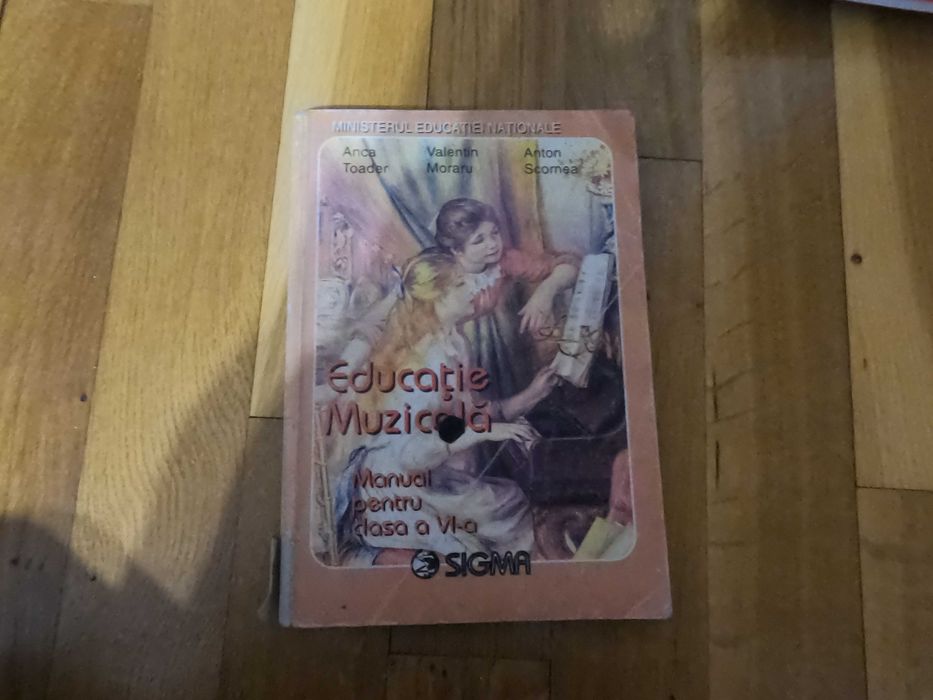 MINISTERUL EDUCAȚIEI NAȚIONALE
Anca Valentin Anton
Toader Moraru Scornea
Educație
Muzicală
Manual
pentru
clasa a VI-a
SIGMA